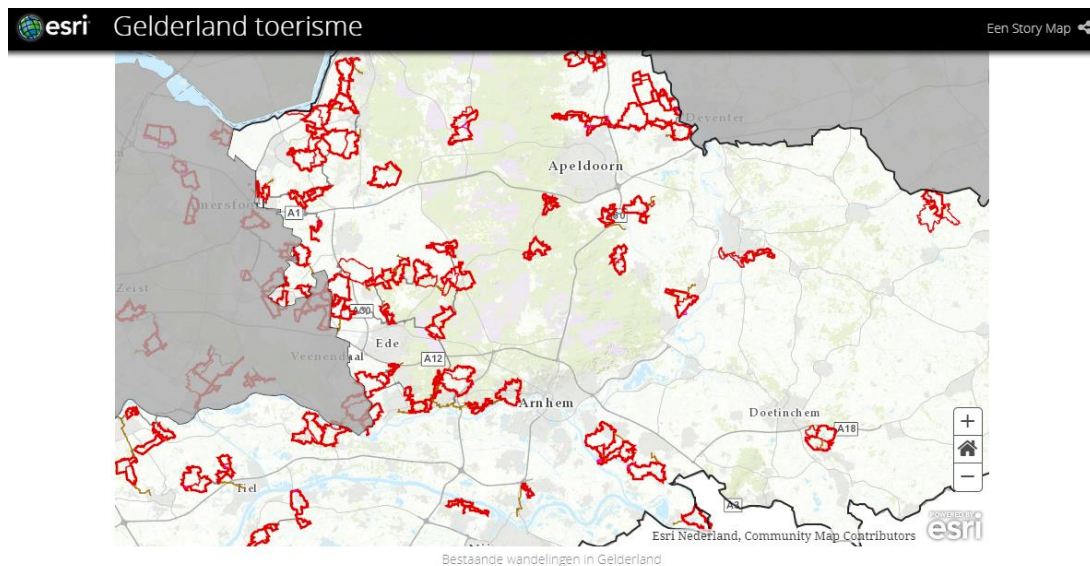 esri
Gelderland toerisme
Een Story Map
Deventer
Apeldoorn
A1
Zeist
A30
Ede
Veenendaal
A12
Arnhem
Doetinchem
A18
+
Tiel
−
A3
POWERED BY
esri
Esri Nederland, Community Map Contributors
Bestaande wandelingen in Gelderland